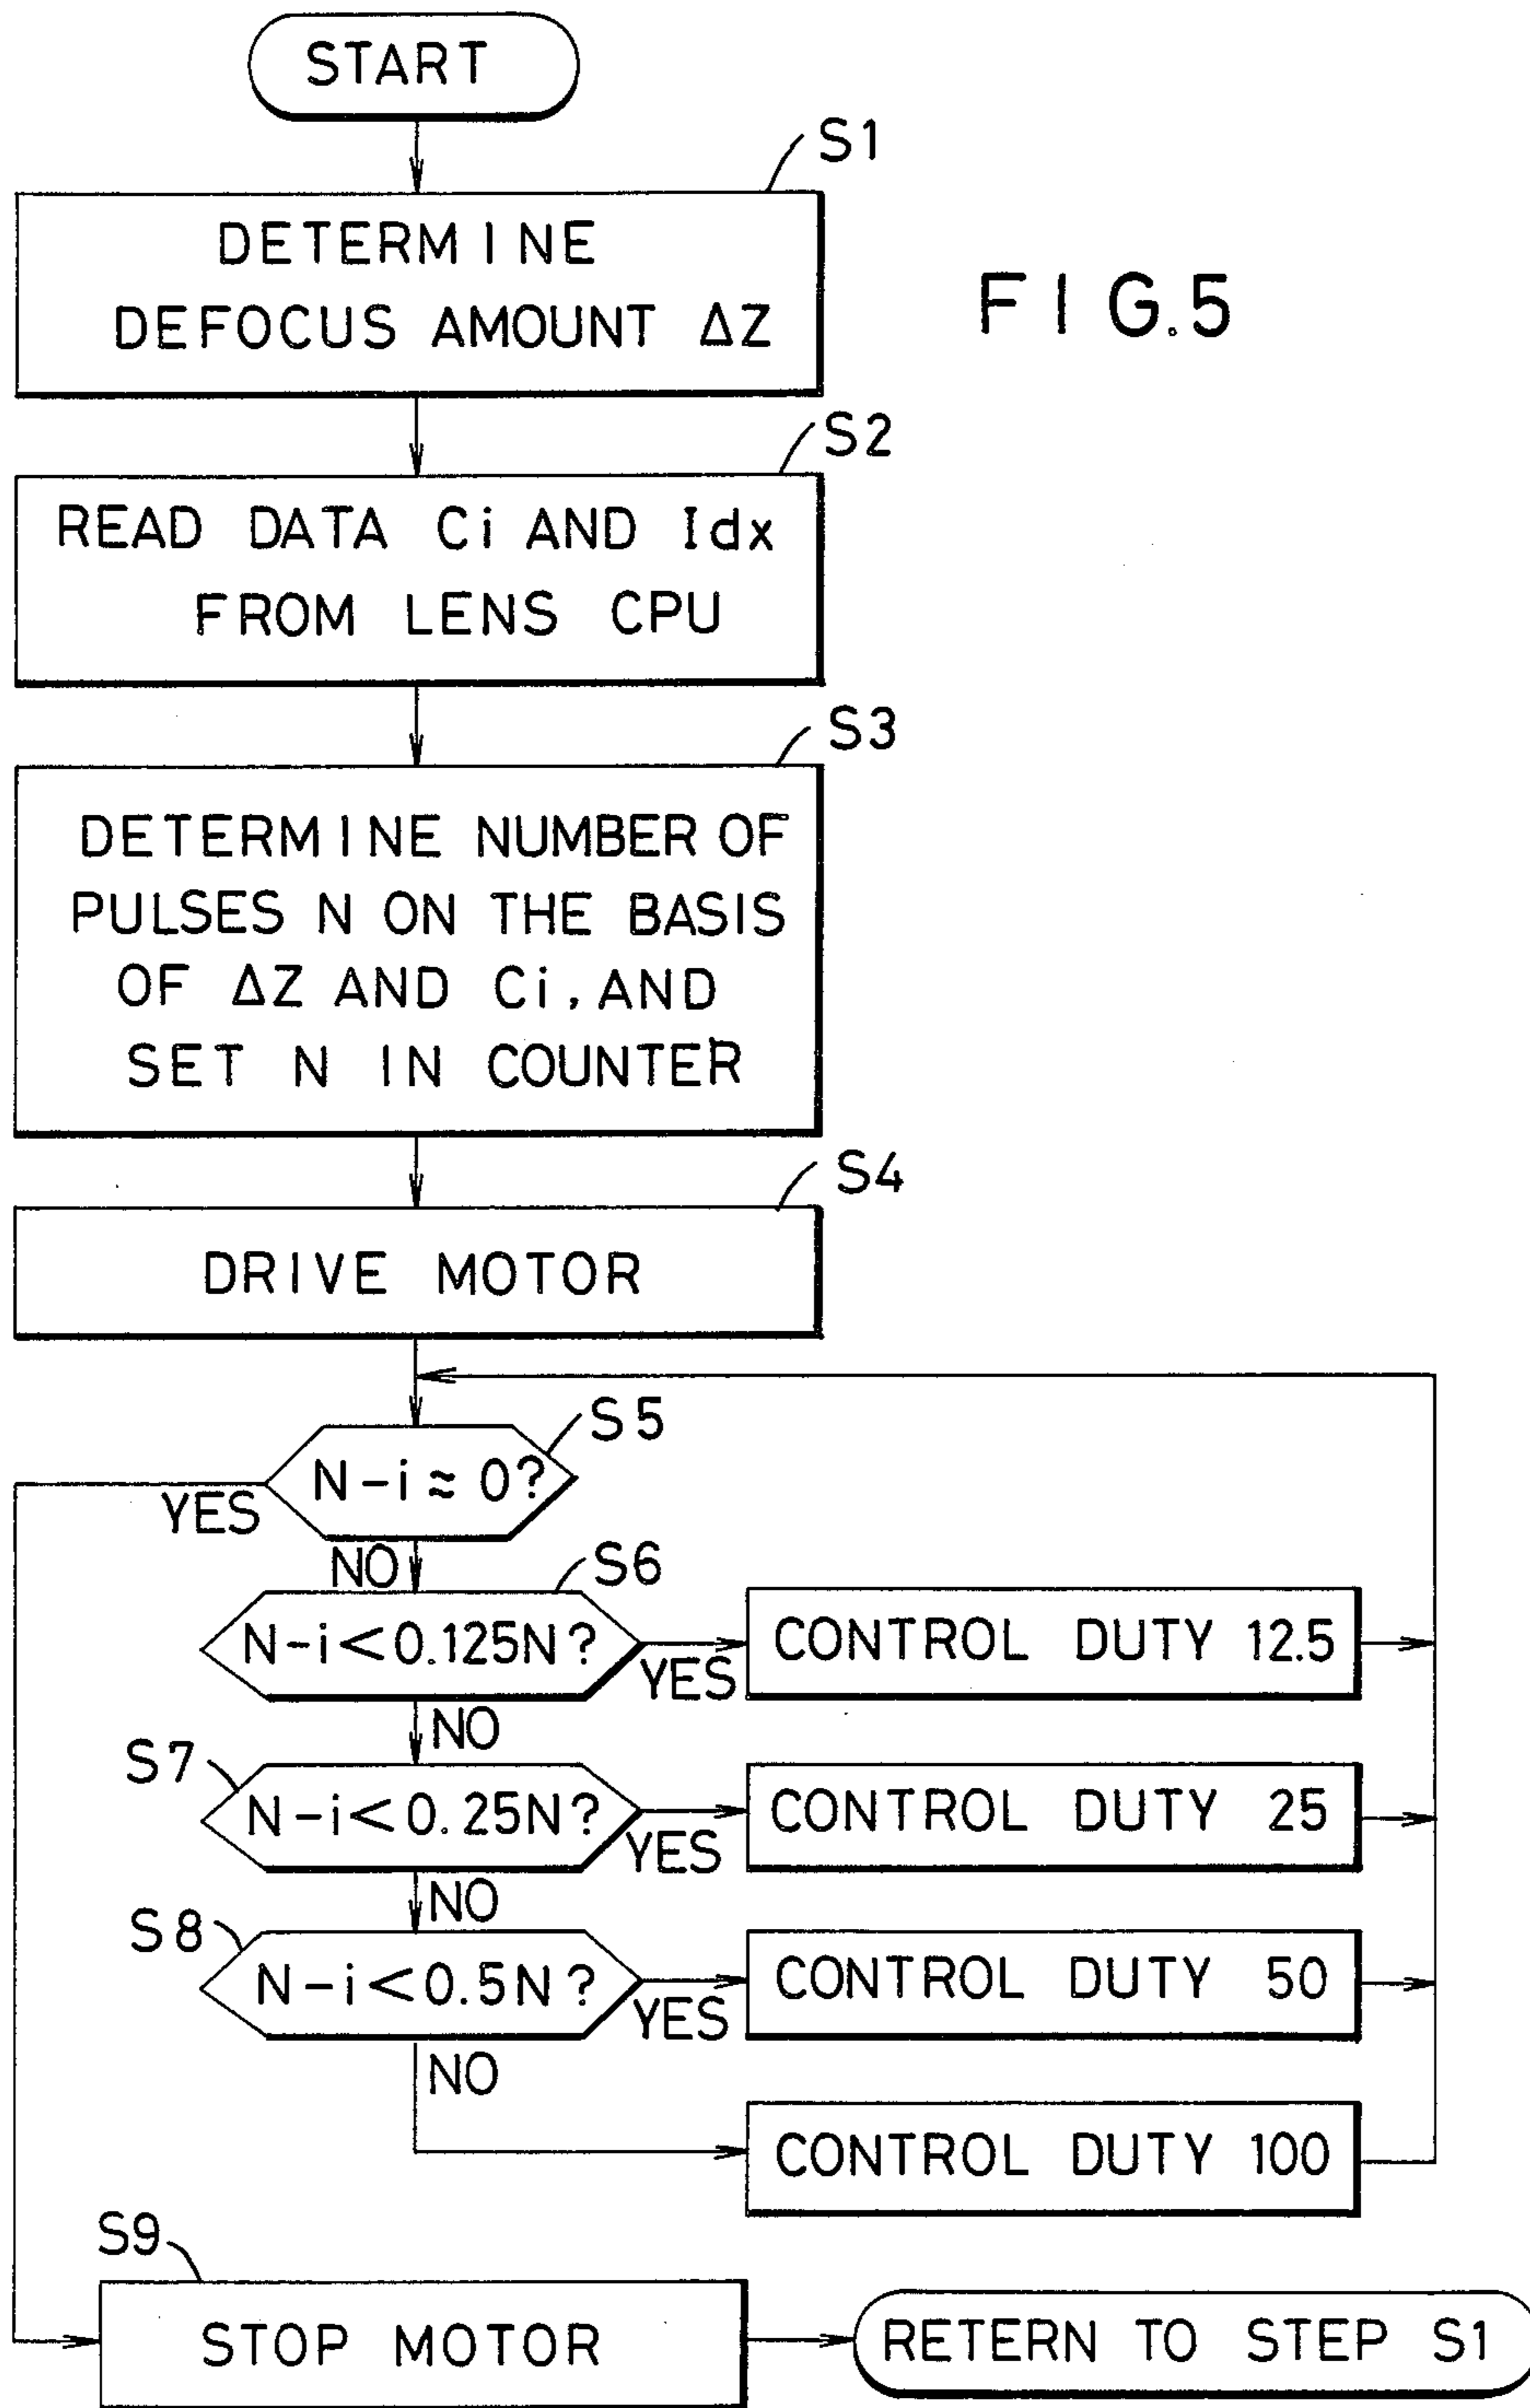 START
S1
DETERMINE
DEFOCUS AMOUNT ΔZ
FIG.5
S2
READ DATA Ci AND Idx
FROM LENS CPU
S3
DETERMINE NUMBER OF
PULSES N ON THE BASIS
OF ΔZ AND Ci, AND
SET N IN COUNTER
S4
DRIVE MOTOR
S5
N-i≈0?
YES
NO
S6
N-i<0.125N?
YES
CONTROL DUTY 12.5
NO
S7
N-i<0.25N?
YES
CONTROL DUTY 25
NO
S8
N-i<0.5N?
YES
CONTROL DUTY 50
NO
CONTROL DUTY 100
S9
STOP MOTOR
RETERN TO STEP S1